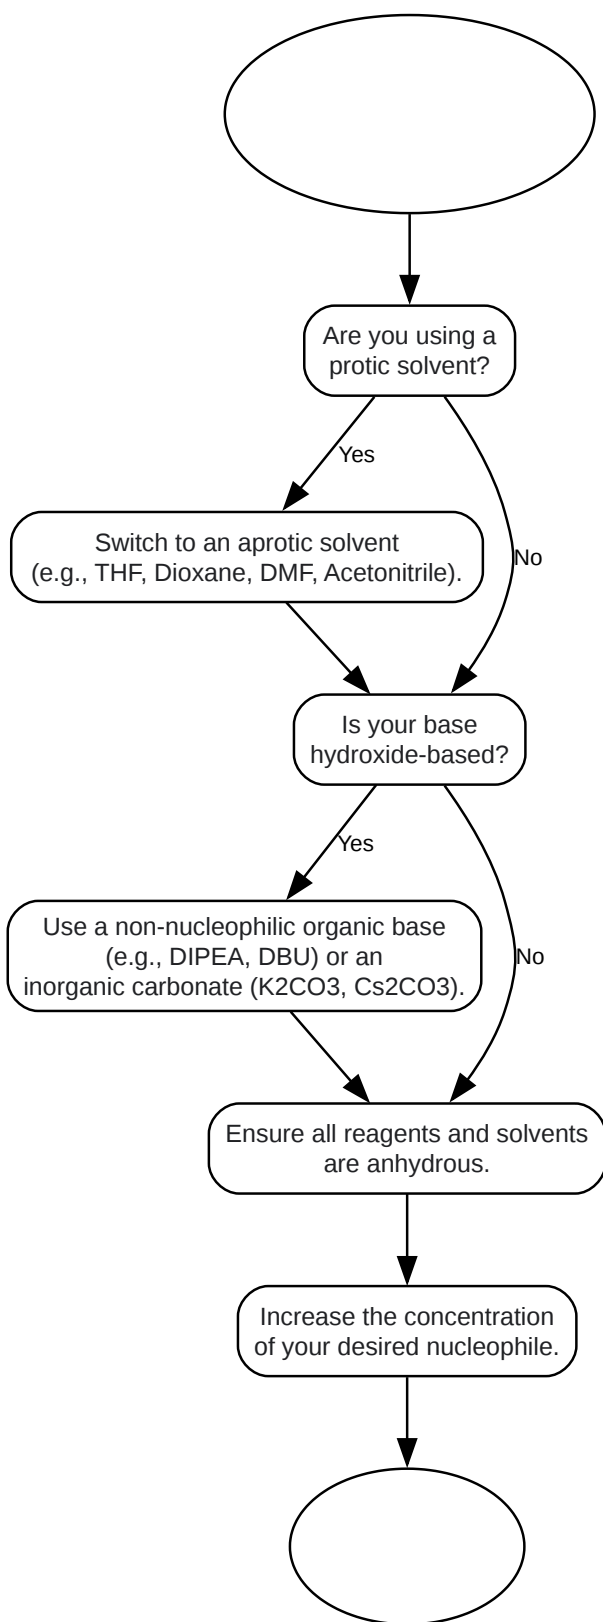 Are you using a
protic solvent?
Yes
Switch to an aprotic solvent
(e.g., THF, Dioxane, DMF, Acetonitrile).
No
Is your base
hydroxide-based?
Yes
Use a non-nucleophilic organic base
(e.g., DIPEA, DBU) or an
inorganic carbonate (K2CO3, Cs2CO3).
No
Ensure all reagents and solvents
are anhydrous.
Increase the concentration
of your desired nucleophile.